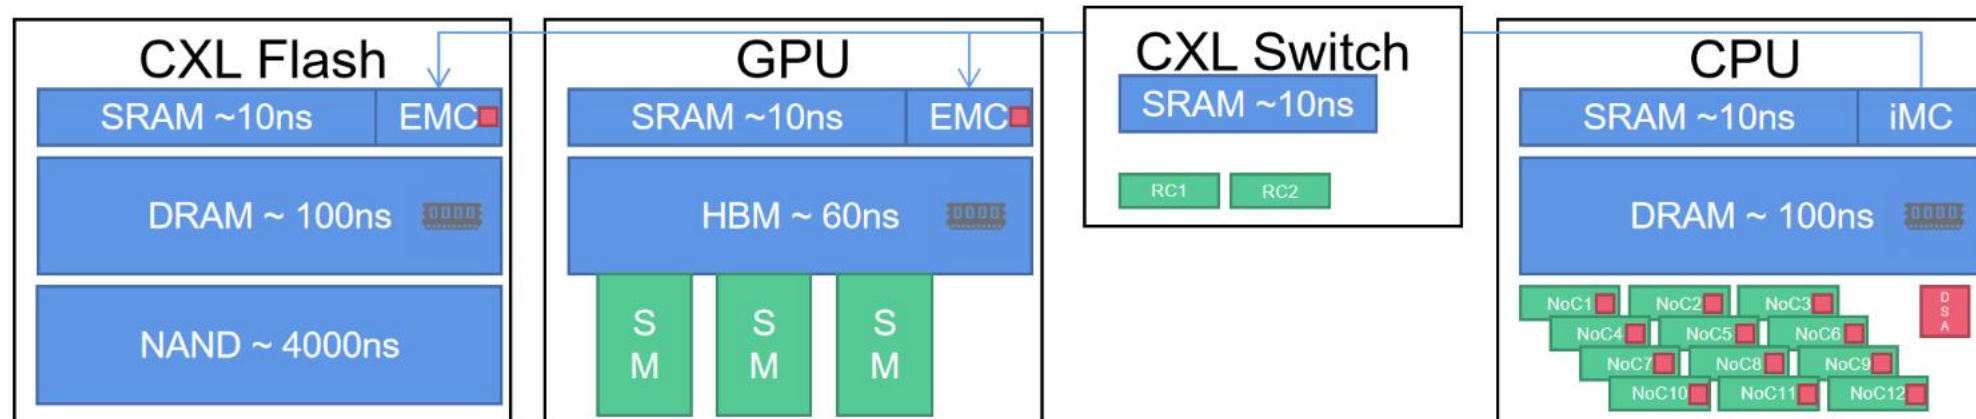 CXL Flash
SRAM ~10ns
EMC
DRAM ~ 100ns
NAND ~ 4000ns
GPU
SRAM ~10ns
EMC
HBM ~ 60ns
S
M
S
M
S
M
CXL Switch
SRAM ~10ns
RC1
RC2
CPU
SRAM ~10ns
iMC
DRAM ~ 100ns
NoC1
NoC2
NoC3
NoC4
NoC5
NoC6
NoC7
NoC8
NoC9
NoC10
NoC11
NoC12
D
S
A